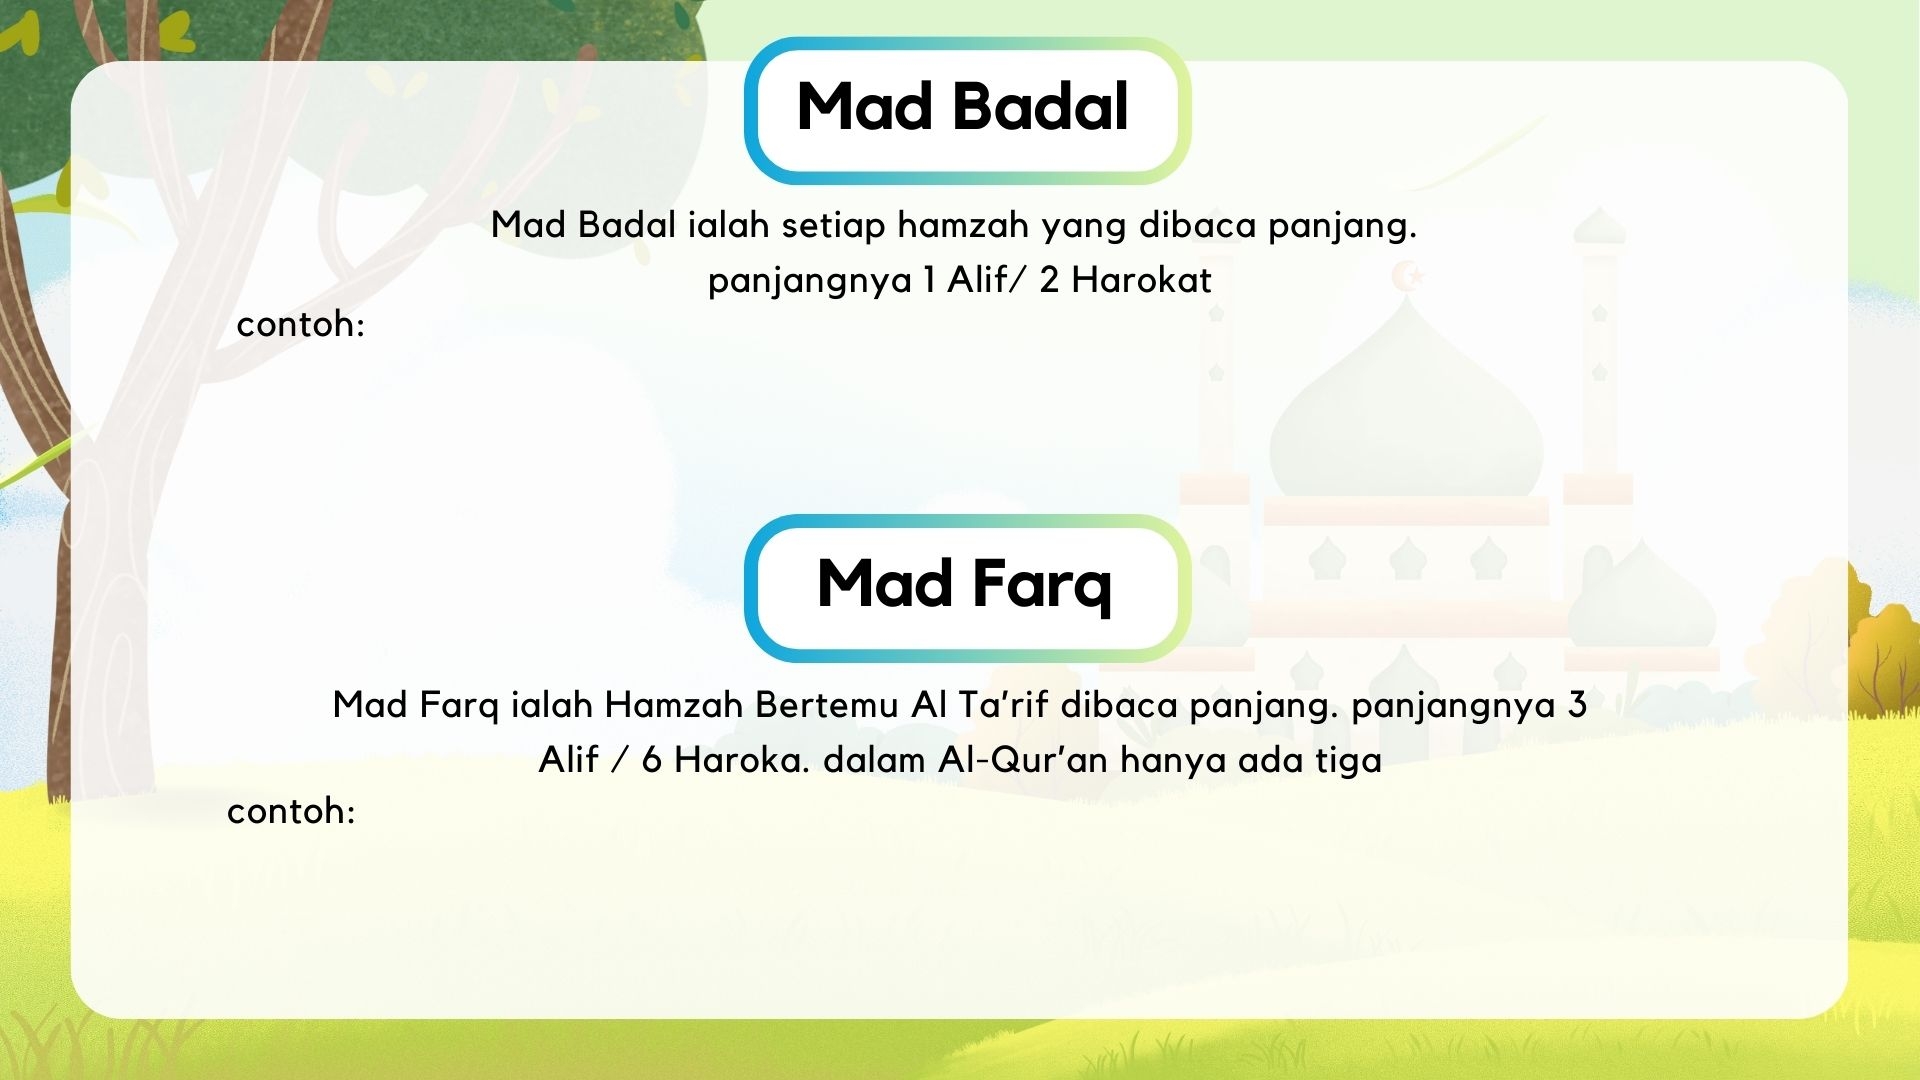 Mad Badal
Mad Badal ialah setiap hamzah yang dibaca panjang.
panjangnya 1 Alif/ 2 Harokat
contoh:
Mad Farq
Mad Farq ialah Hamzah Bertemu Al Ta’rif dibaca panjang. panjangnya 3
Alif / 6 Haroka. dalam Al-Qur’an hanya ada tiga
contoh: